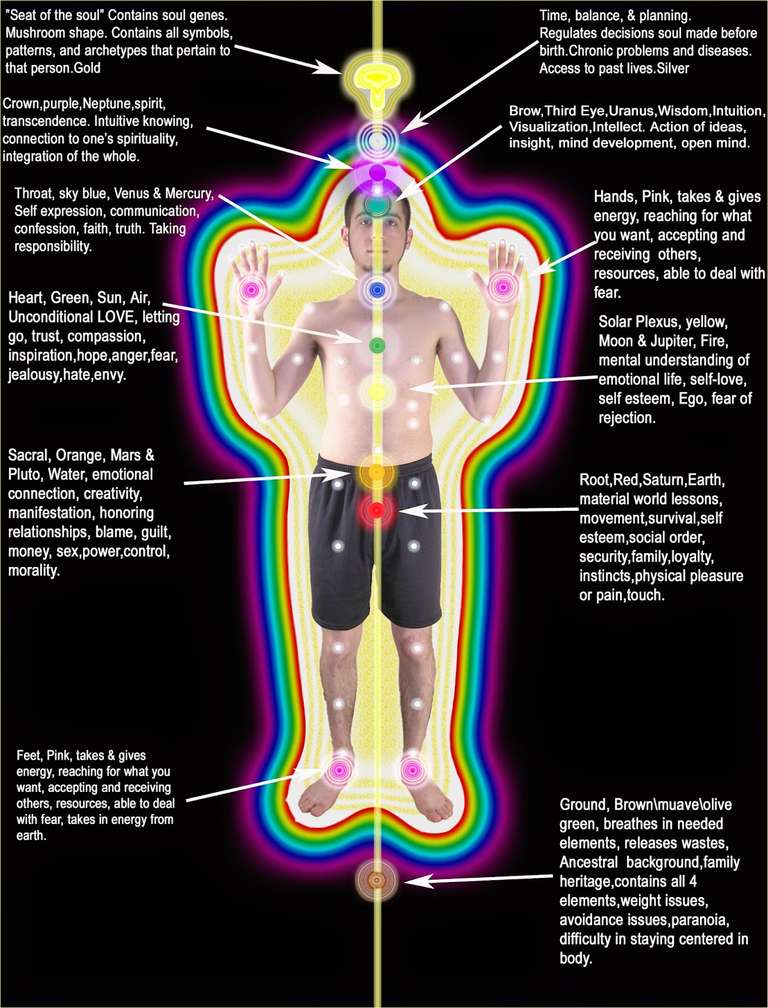 "Seat of the soul" Contains soul genes.
Mushroom shape. Contains all symbols,
patterns, and archetypes that pertain to
that person.Gold
Time, balance, & planning.
Regulates decisions soul made before
birth.Chronic problems and diseases.
Access to past lives.Silver
Crown,purple,Neptune,spirit,
transcendence. Intuitive knowing,
connection to one's spirituality,
integration of the whole.
Brow,Third Eye,Uranus,Wisdom,Intuition,
Visualization,Intellect. Action of ideas,
insight, mind development, open mind.
Throat, sky blue, Venus & Mercury,
Self expression, communication,
confession, faith, truth. Taking
responsibility.
Hands, Pink, takes & gives
energy, reaching for what
you want, accepting and
receiving others,
resources, able to deal with
fear.
Heart, Green, Sun, Air,
Unconditional LOVE, letting
go, trust, compassion,
inspiration,hope,anger,fear,
jealousy,hate,envy.
Solar Plexus, yellow,
Moon & Jupiter, Fire,
mental understanding of
emotional life, self-love,
self esteem, Ego, fear of
rejection.
Sacral, Orange, Mars &
Pluto, Water, emotional
connection, creativity,
manifestation, honoring
relationships, blame, guilt,
money, sex,power,control,
morality.
Root,Red,Saturn,Earth,
material world lessons,
movement,survival,self
esteem,social order,
security,family,loyalty,
instincts,physical pleasure
or pain,touch.
Feet, Pink, takes & gives
energy, reaching for what you
want, accepting and receiving
others, resources, able to deal
with fear, takes in energy from
earth.
Ground, Brown\muave\olive
green, breathes in needed
elements, releases wastes,
Ancestral background,family
heritage,contains all 4
elements,weight issues,
avoidance issues,paranoia,
difficulty in staying centered in
body.